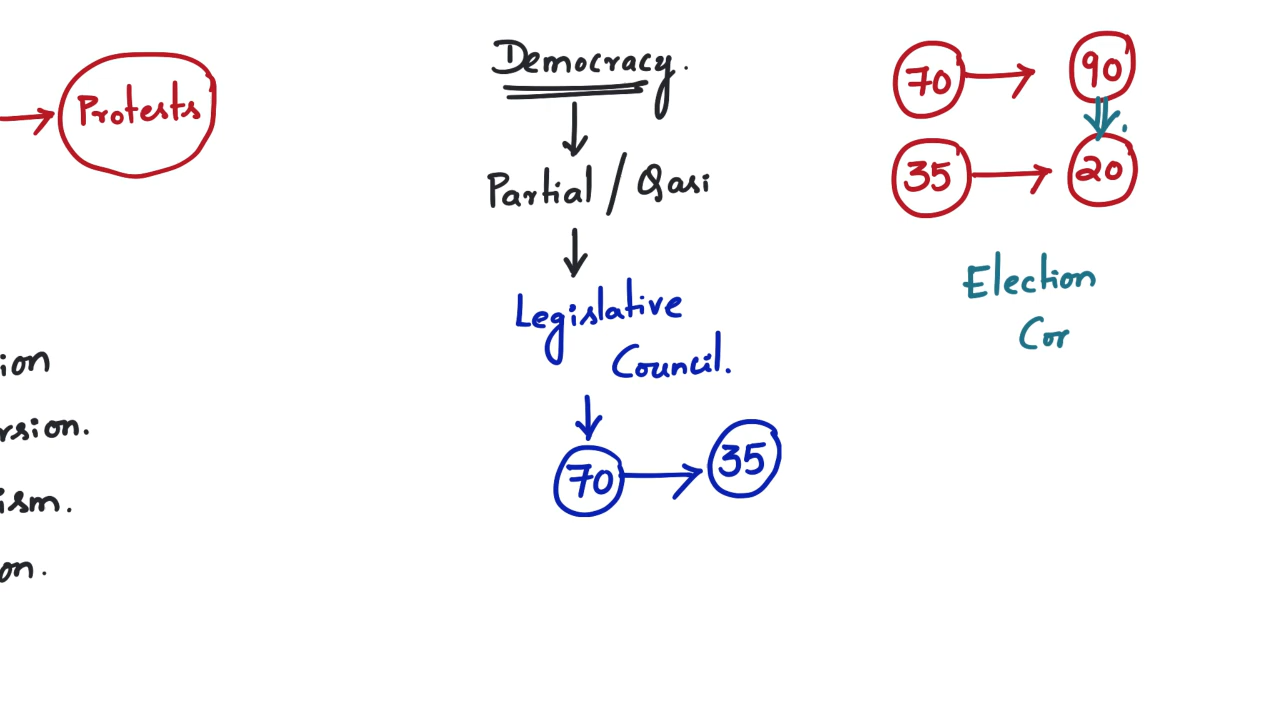 Protests
ion
rsion.
ism.
on.
Democracy.
Partial / Qasi
Legislative
Council.
70 35
70 90
35 20
Election
Cor